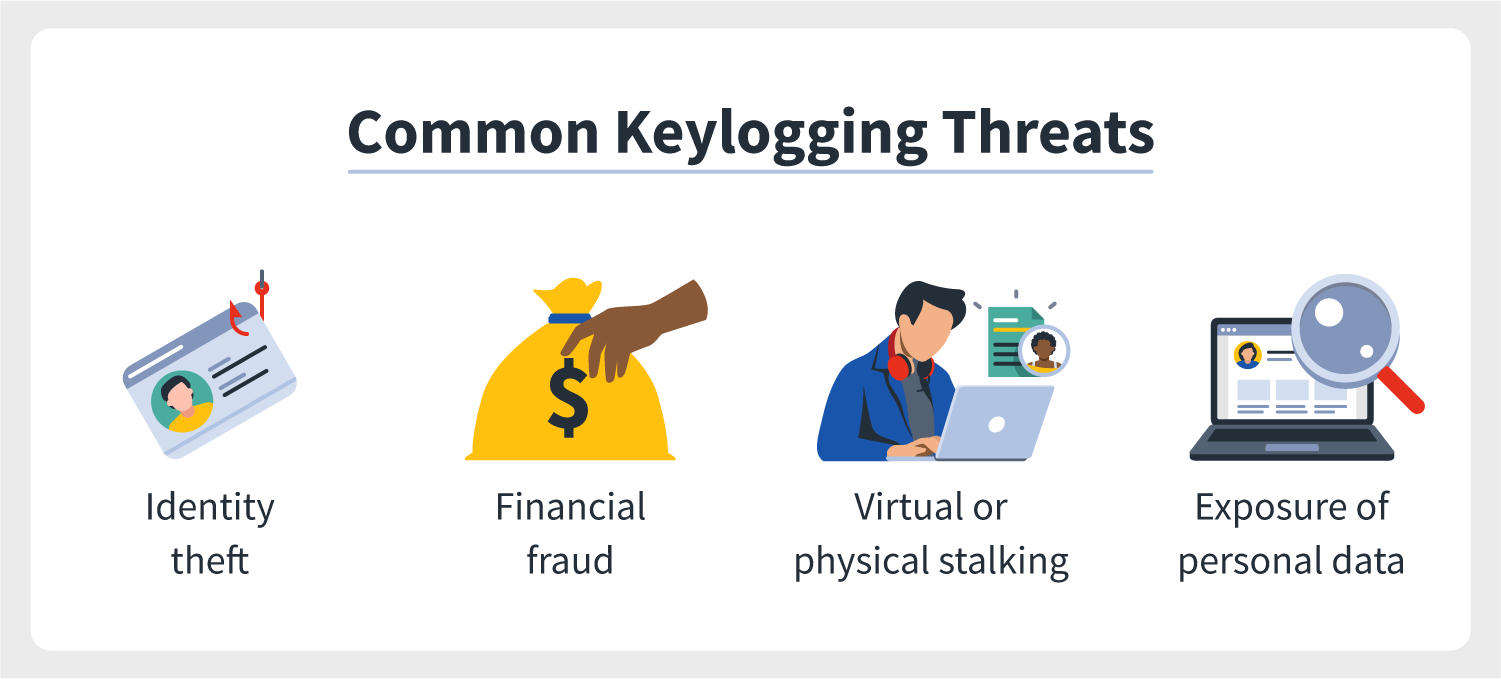 Common Keylogging Threats
Identity
theft
Financial
fraud
Virtual or
physical stalking
Exposure of
personal data
$